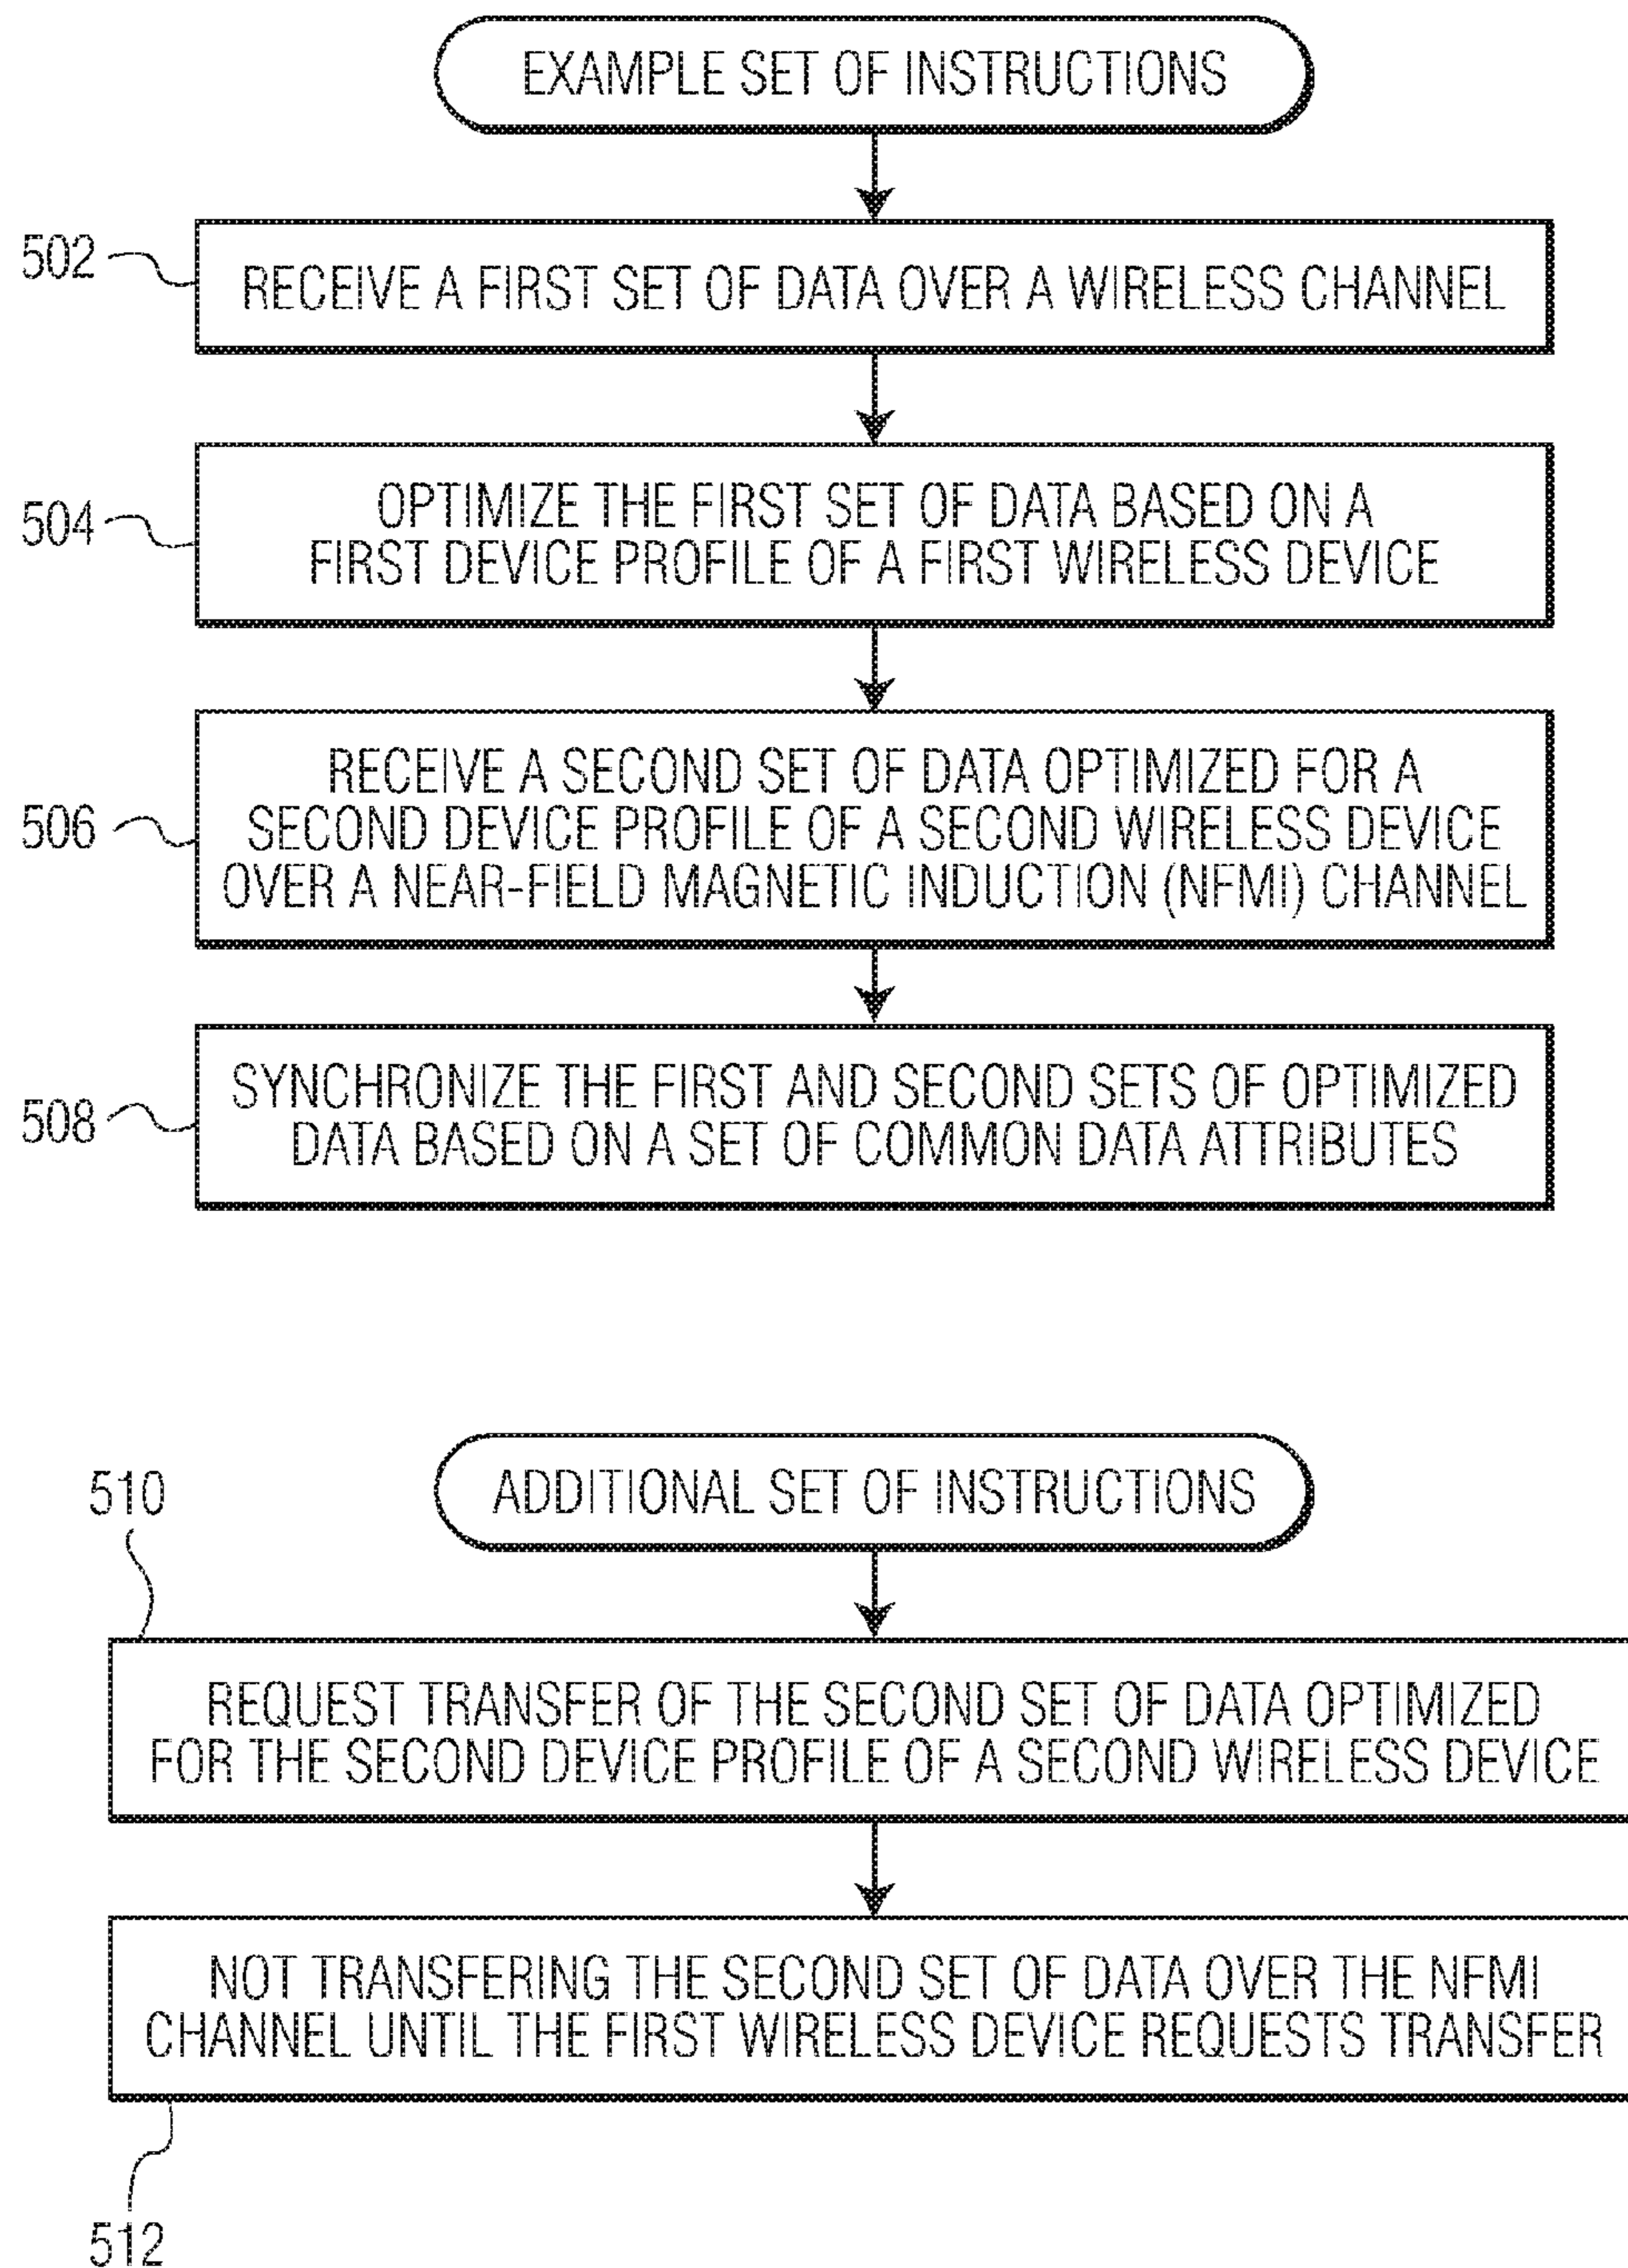 EXAMPLE SET OF INSTRUCTIONS
502
RECEIVE A FIRST SET OF DATA OVER A WIRELESS CHANNEL
504
OPTIMIZE THE FIRST SET OF DATA BASED ON A
FIRST DEVICE PROFILE OF A FIRST WIRELESS DEVICE
506
RECEIVE A SECOND SET OF DATA OPTIMIZED FOR A
SECOND DEVICE PROFILE OF A SECOND WIRELESS DEVICE
OVER A NEAR-FIELD MAGNETIC INDUCTION (NFMI) CHANNEL
508
SYNCHRONIZE THE FIRST AND SECOND SETS OF OPTIMIZED
DATA BASED ON A SET OF COMMON DATA ATTRIBUTES
ADDITIONAL SET OF INSTRUCTIONS
510
REQUEST TRANSFER OF THE SECOND SET OF DATA OPTIMIZED
FOR THE SECOND DEVICE PROFILE OF A SECOND WIRELESS DEVICE
NOT TRANSFERING THE SECOND SET OF DATA OVER THE NFMI
CHANNEL UNTIL THE FIRST WIRELESS DEVICE REQUESTS TRANSFER
512